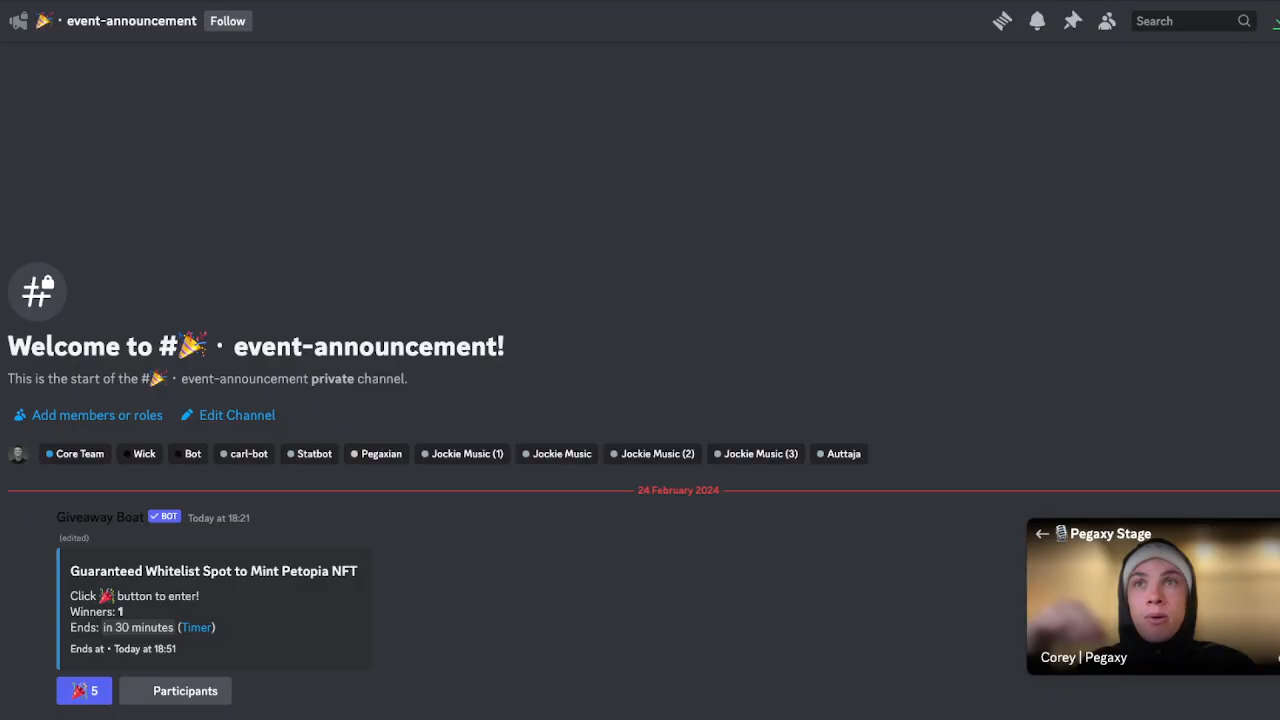 🎉・event-announcement Follow Search
Welcome to #🎉・event-announcement!
This is the start of the #🎉・event-announcement private channel.
Add members or roles Edit Channel
Core Team Wick Bot carl-bot Statbot Pegaxian Jockie Music (1) Jockie Music Jockie Music (2) Jockie Music (3) Auttaja
24 February 2024
Giveaway Boat BOT Today at 18:21
(edited)
Guaranteed Whitelist Spot to Mint Petopia NFT
Click 🎉 button to enter!
Winners: 1
Ends: in 30 minutes (Timer)
Ends at • Today at 18:51
🎉 5 Participants
Pegaxy Stage
Corey | Pegaxy